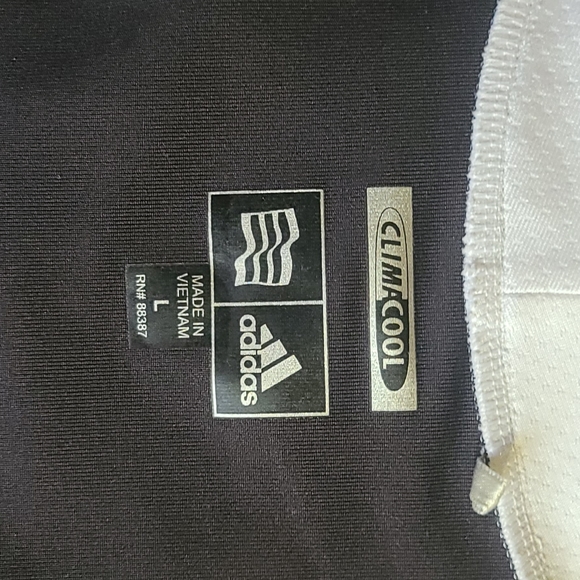 CLIMACOOL
adidas
MADE IN
VIETNAM
L
RN# 88387